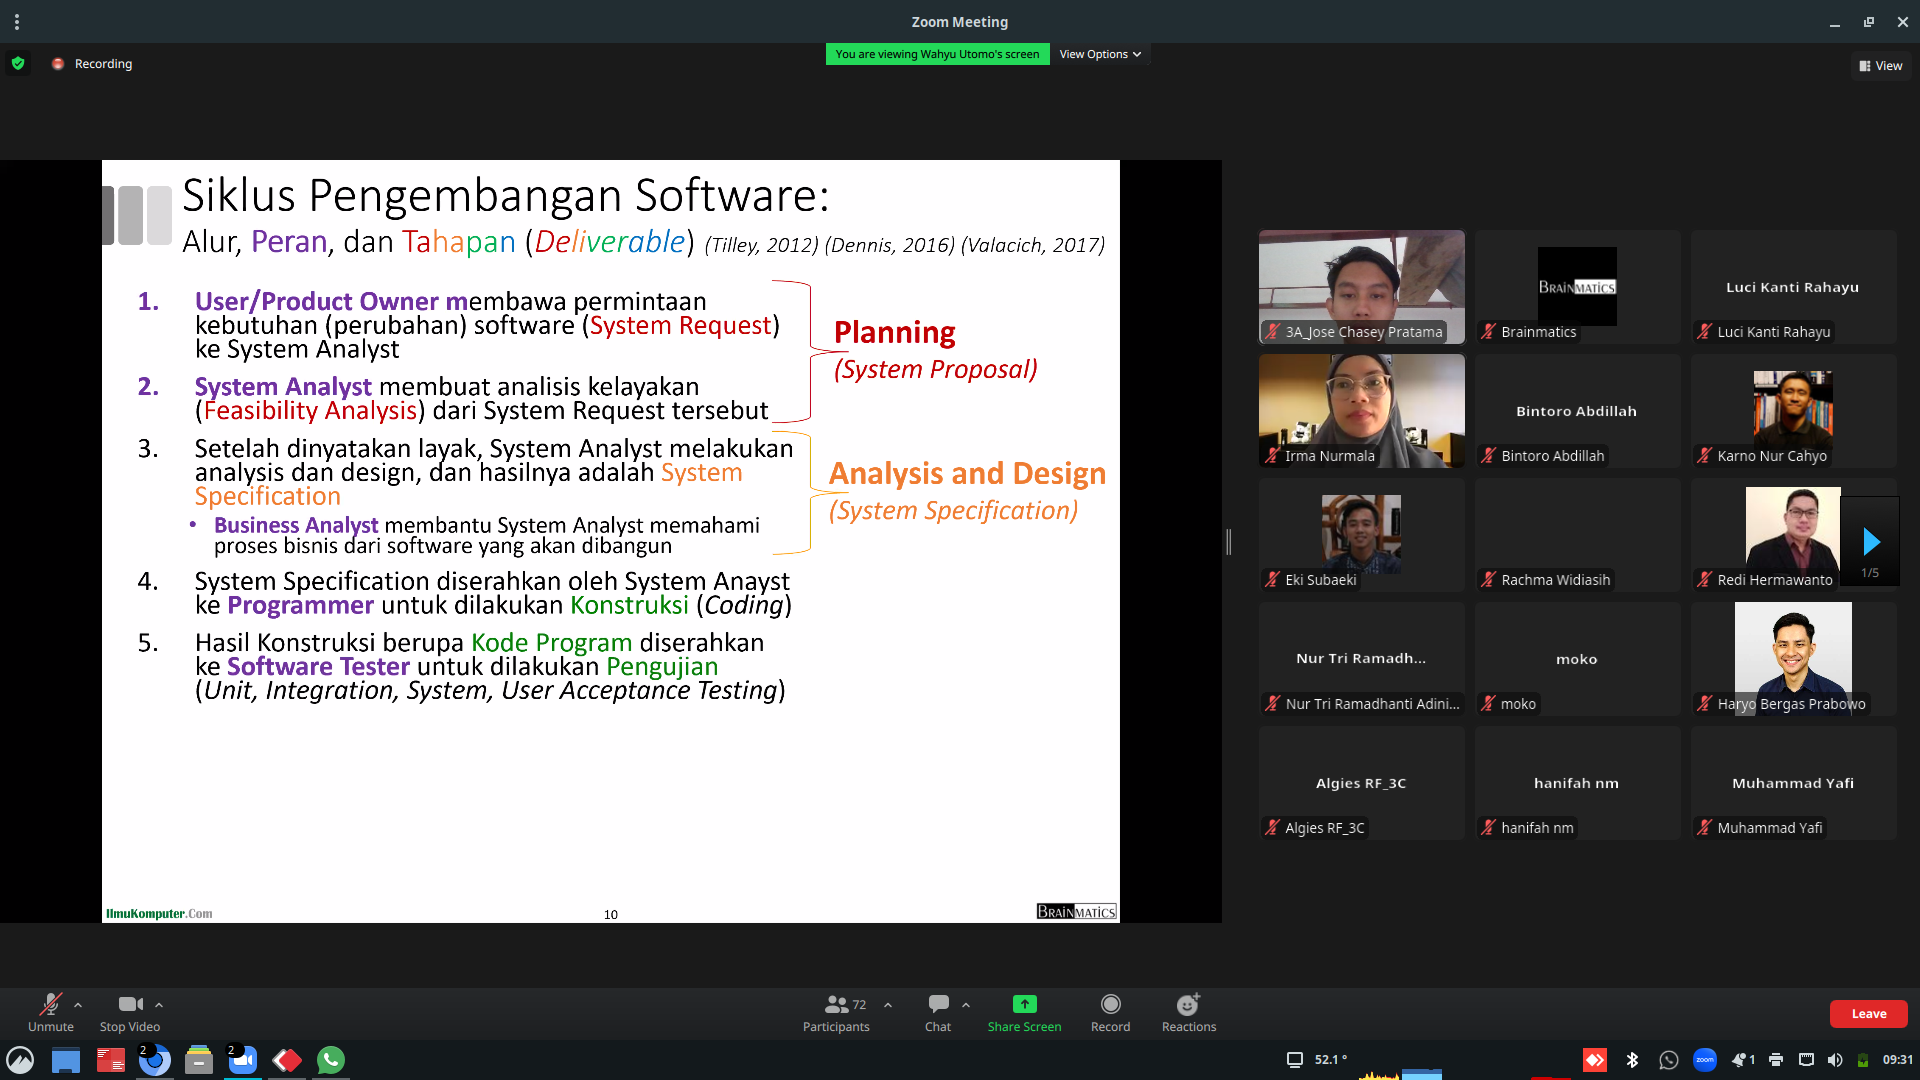 Zoom Meeting
Recording
You are viewing Wahyu Utomo's screen
View Options
View
Siklus Pengembangan Software:
Alur, Peran, dan Tahapan (Deliverable) (Tilley, 2012) (Dennis, 2016) (Valacich, 2017)
1. User/Product Owner membawa permintaan
kebutuhan (perubahan) software (System Request)
ke System Analyst
2. System Analyst membuat analisis kelayakan
(Feasibility Analysis) dari System Request tersebut
Planning
(System Proposal)
3. Setelah dinyatakan layak, System Analyst melakukan
analysis dan design, dan hasilnya adalah System
Specification
• Business Analyst membantu System Analyst memahami
proses bisnis dari software yang akan dibangun
Analysis and Design
(System Specification)
4. System Specification diserahkan oleh System Anayst
ke Programmer untuk dilakukan Konstruksi (Coding)
5. Hasil Konstruksi berupa Kode Program diserahkan
ke Software Tester untuk dilakukan Pengujian
(Unit, Integration, System, User Acceptance Testing)
IlmuKomputer.Com
10
BRAINMATICS
3A_Jose Chasey Pratama
BRAINMATICS
Brainmatics
Luci Kanti Rahayu
Luci Kanti Rahayu
Irma Nurmala
Bintoro Abdillah
Bintoro Abdillah
Karno Nur Cahyo
Eki Subaeki
Rachma Widiasih
Redi Hermawanto
1/5
Nur Tri Ramadh...
Nur Tri Ramadhanti Adini...
moko
moko
Haryo Bergas Prabowo
Algies RF_3C
Algies RF_3C
hanifah nm
hanifah nm
Muhammad Yafi
Muhammad Yafi
Unmute
Stop Video
72
Participants
Chat
Share Screen
Record
Reactions
Leave
2
2
52.1 °
zoom
1
09:31